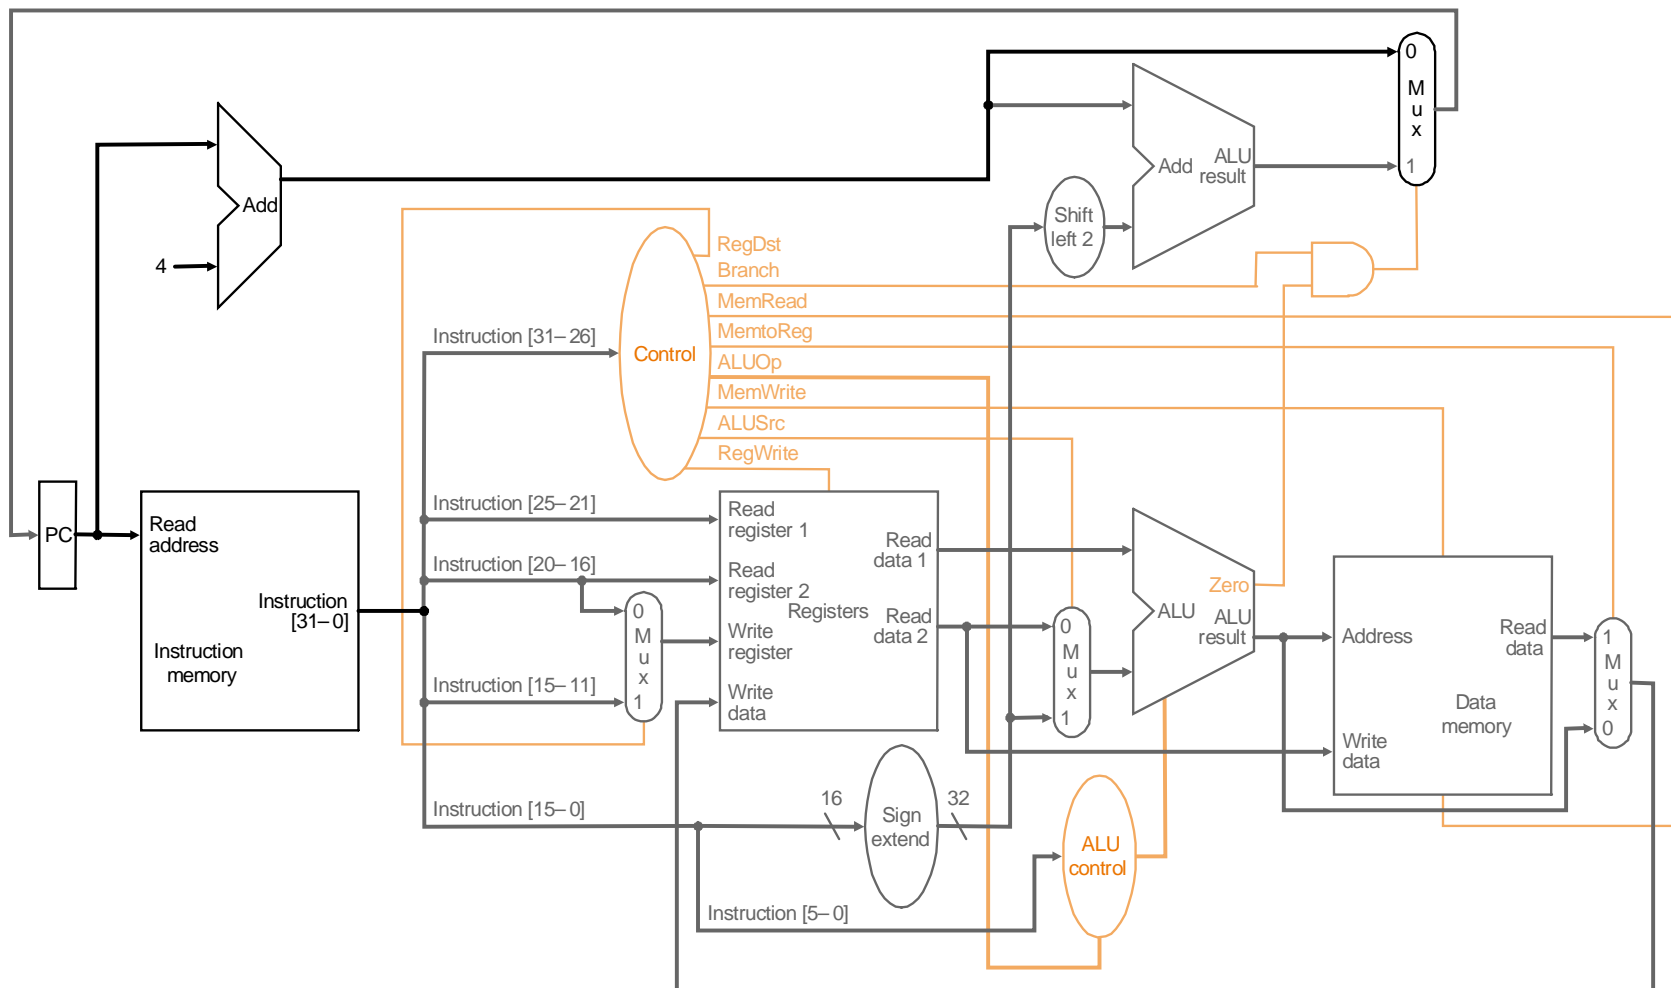 0
M
u
x
1
Add
ALU
result
Add
4
Shift
left 2
RegDst
Branch
MemRead
MemtoReg
ALUOp
MemWrite
ALUSrc
RegWrite
Control
Instruction [31–26]
Instruction [25–21]
Instruction [20–16]
Instruction [15–11]
Instruction [15–0]
Instruction [5–0]
PC
Read
address
Instruction
[31–0]
Instruction
memory
0
M
u
x
1
Read
register 1
Read
register 2
Write
register
Write
data
Registers
Read
data 1
Read
data 2
0
M
u
x
1
Zero
ALU
ALU
result
Address
Read
data
Data
memory
Write
data
1
M
u
x
0
16
Sign
extend
32
ALU
control